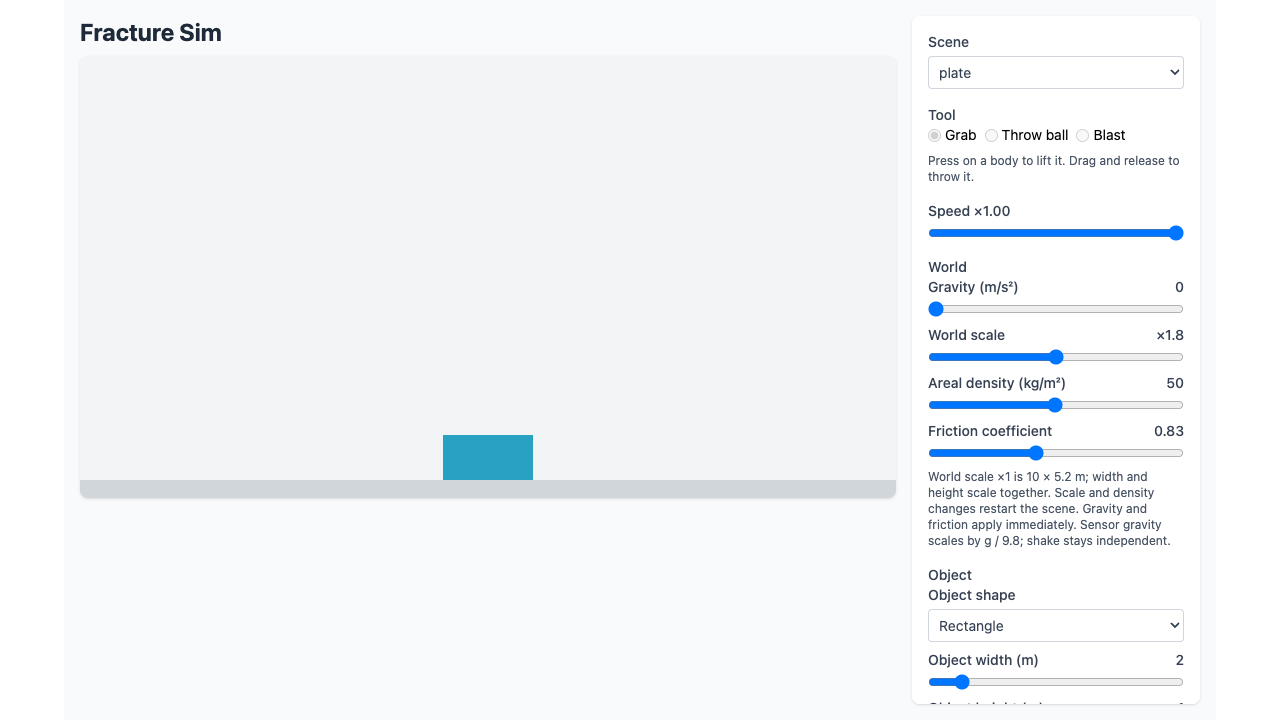 Fracture Sim
Scene
plate
Tool
Grab Throw ball Blast
Press on a body to lift it. Drag and release to
throw it.
Speed ×1.00
World
Gravity (m/s²) 0
World scale ×1.8
Areal density (kg/m²) 50
Friction coefficient 0.83
World scale ×1 is 10 × 5.2 m; width and
height scale together. Scale and density
changes restart the scene. Gravity and
friction apply immediately. Sensor gravity
scales by g / 9.8; shake stays independent.
Object
Object shape
Rectangle
Object width (m) 2